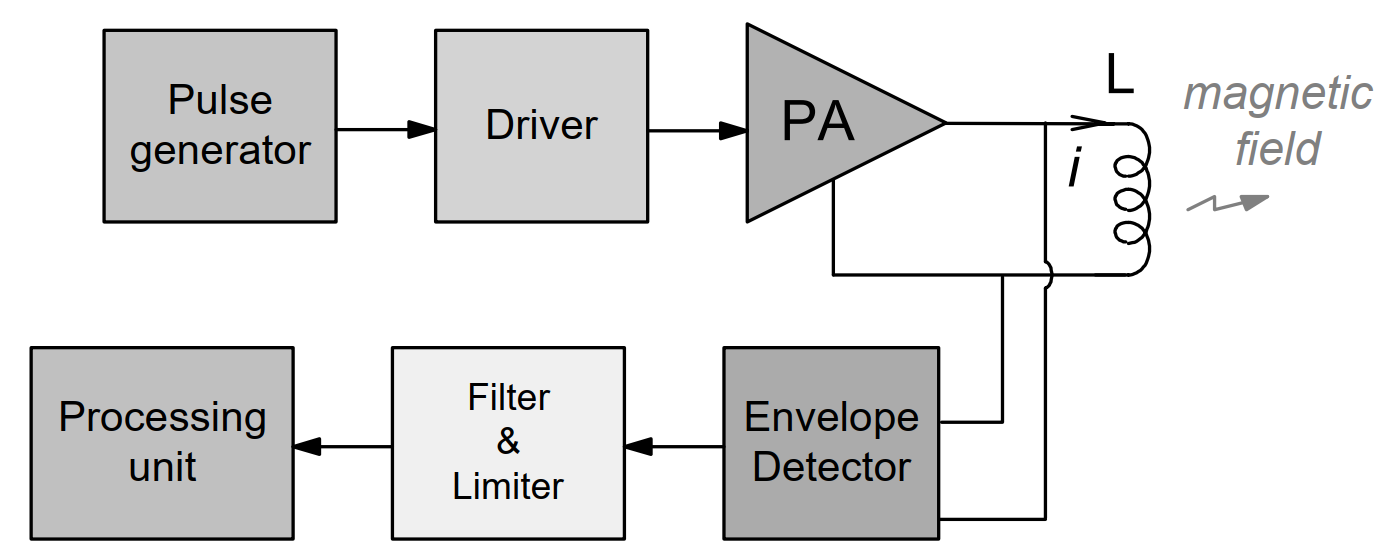 Pulse
generator
Driver
PA
L
i
magnetic
field
Processing
unit
Filter
&
Limiter
Envelope
Detector